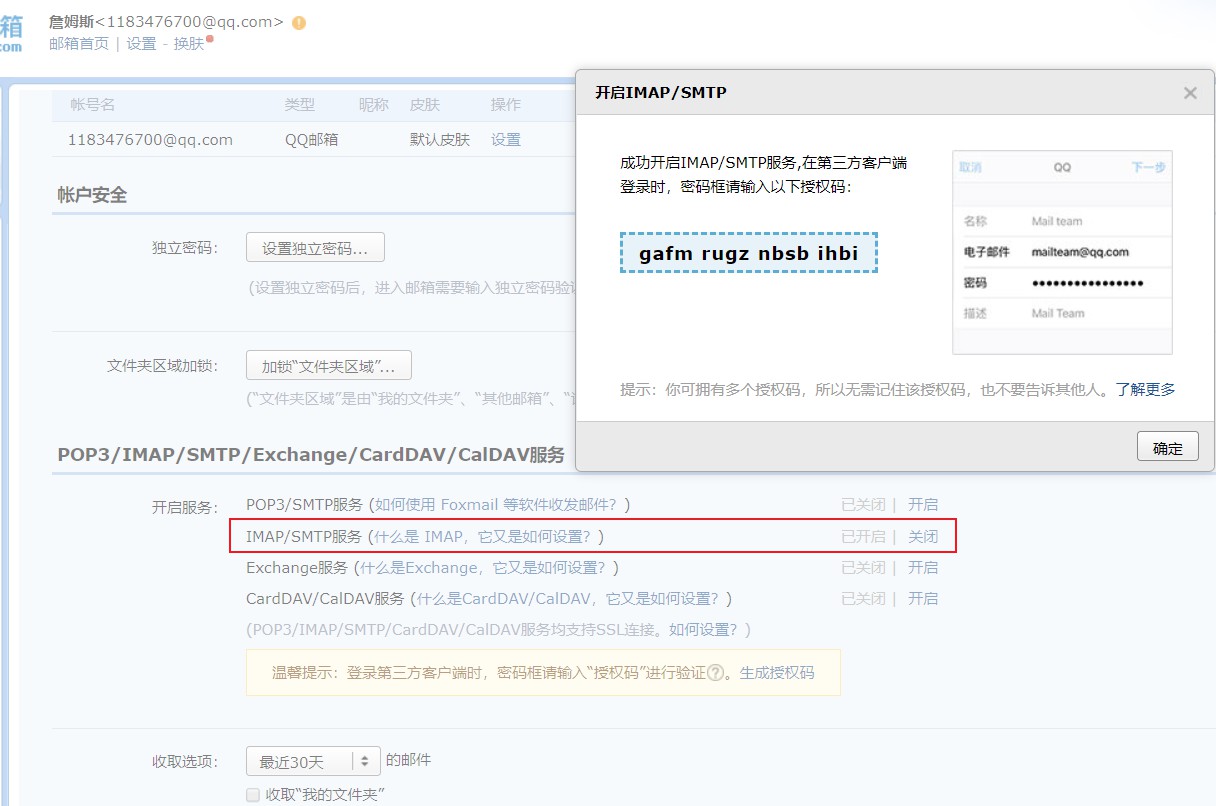 箱
com
詹姆斯<1183476700@qq.com>
邮箱首页 | 设置 - 换肤
帐号名 类型 昵称 皮肤 操作
1183476700@qq.com QQ邮箱 默认皮肤 设置
帐户安全
独立密码： 设置独立密码...
(设置独立密码后，进入邮箱需要输入独立密码验
文件夹区域加锁： 加锁“文件夹区域”...
(“文件夹区域”是由“我的文件夹”、“其他邮箱”、
POP3/IMAP/SMTP/Exchange/CardDAV/CalDAV服务
开启服务： POP3/SMTP服务 (如何使用 Foxmail 等软件收发邮件？) 已关闭 | 开启
IMAP/SMTP服务 (什么是 IMAP，它又是如何设置？) 已开启 | 关闭
Exchange服务 (什么是Exchange，它又是如何设置？) 已关闭 | 开启
CardDAV/CalDAV服务 (什么是CardDAV/CalDAV，它又是如何设置？) 已关闭 | 开启
(POP3/IMAP/SMTP/CardDAV/CalDAV服务均支持SSL连接。如何设置？)
温馨提示：登录第三方客户端时，密码框请输入“授权码”进行验证?。生成授权码
收取选项： 最近30天 的邮件
收取“我的文件夹”
开启IMAP/SMTP ×
成功开启IMAP/SMTP服务,在第三方客户端
登录时，密码框请输入以下授权码：
gafm rugz nbsb ihbi
取消 QQ 下一步
名称 Mail team
电子邮件 mailteam@qq.com
密码 ●●●●●●●●●●●●●●●●
描述 Mail Team
提示：你可拥有多个授权码，所以无需记住该授权码，也不要告诉其他人。了解更多
确定